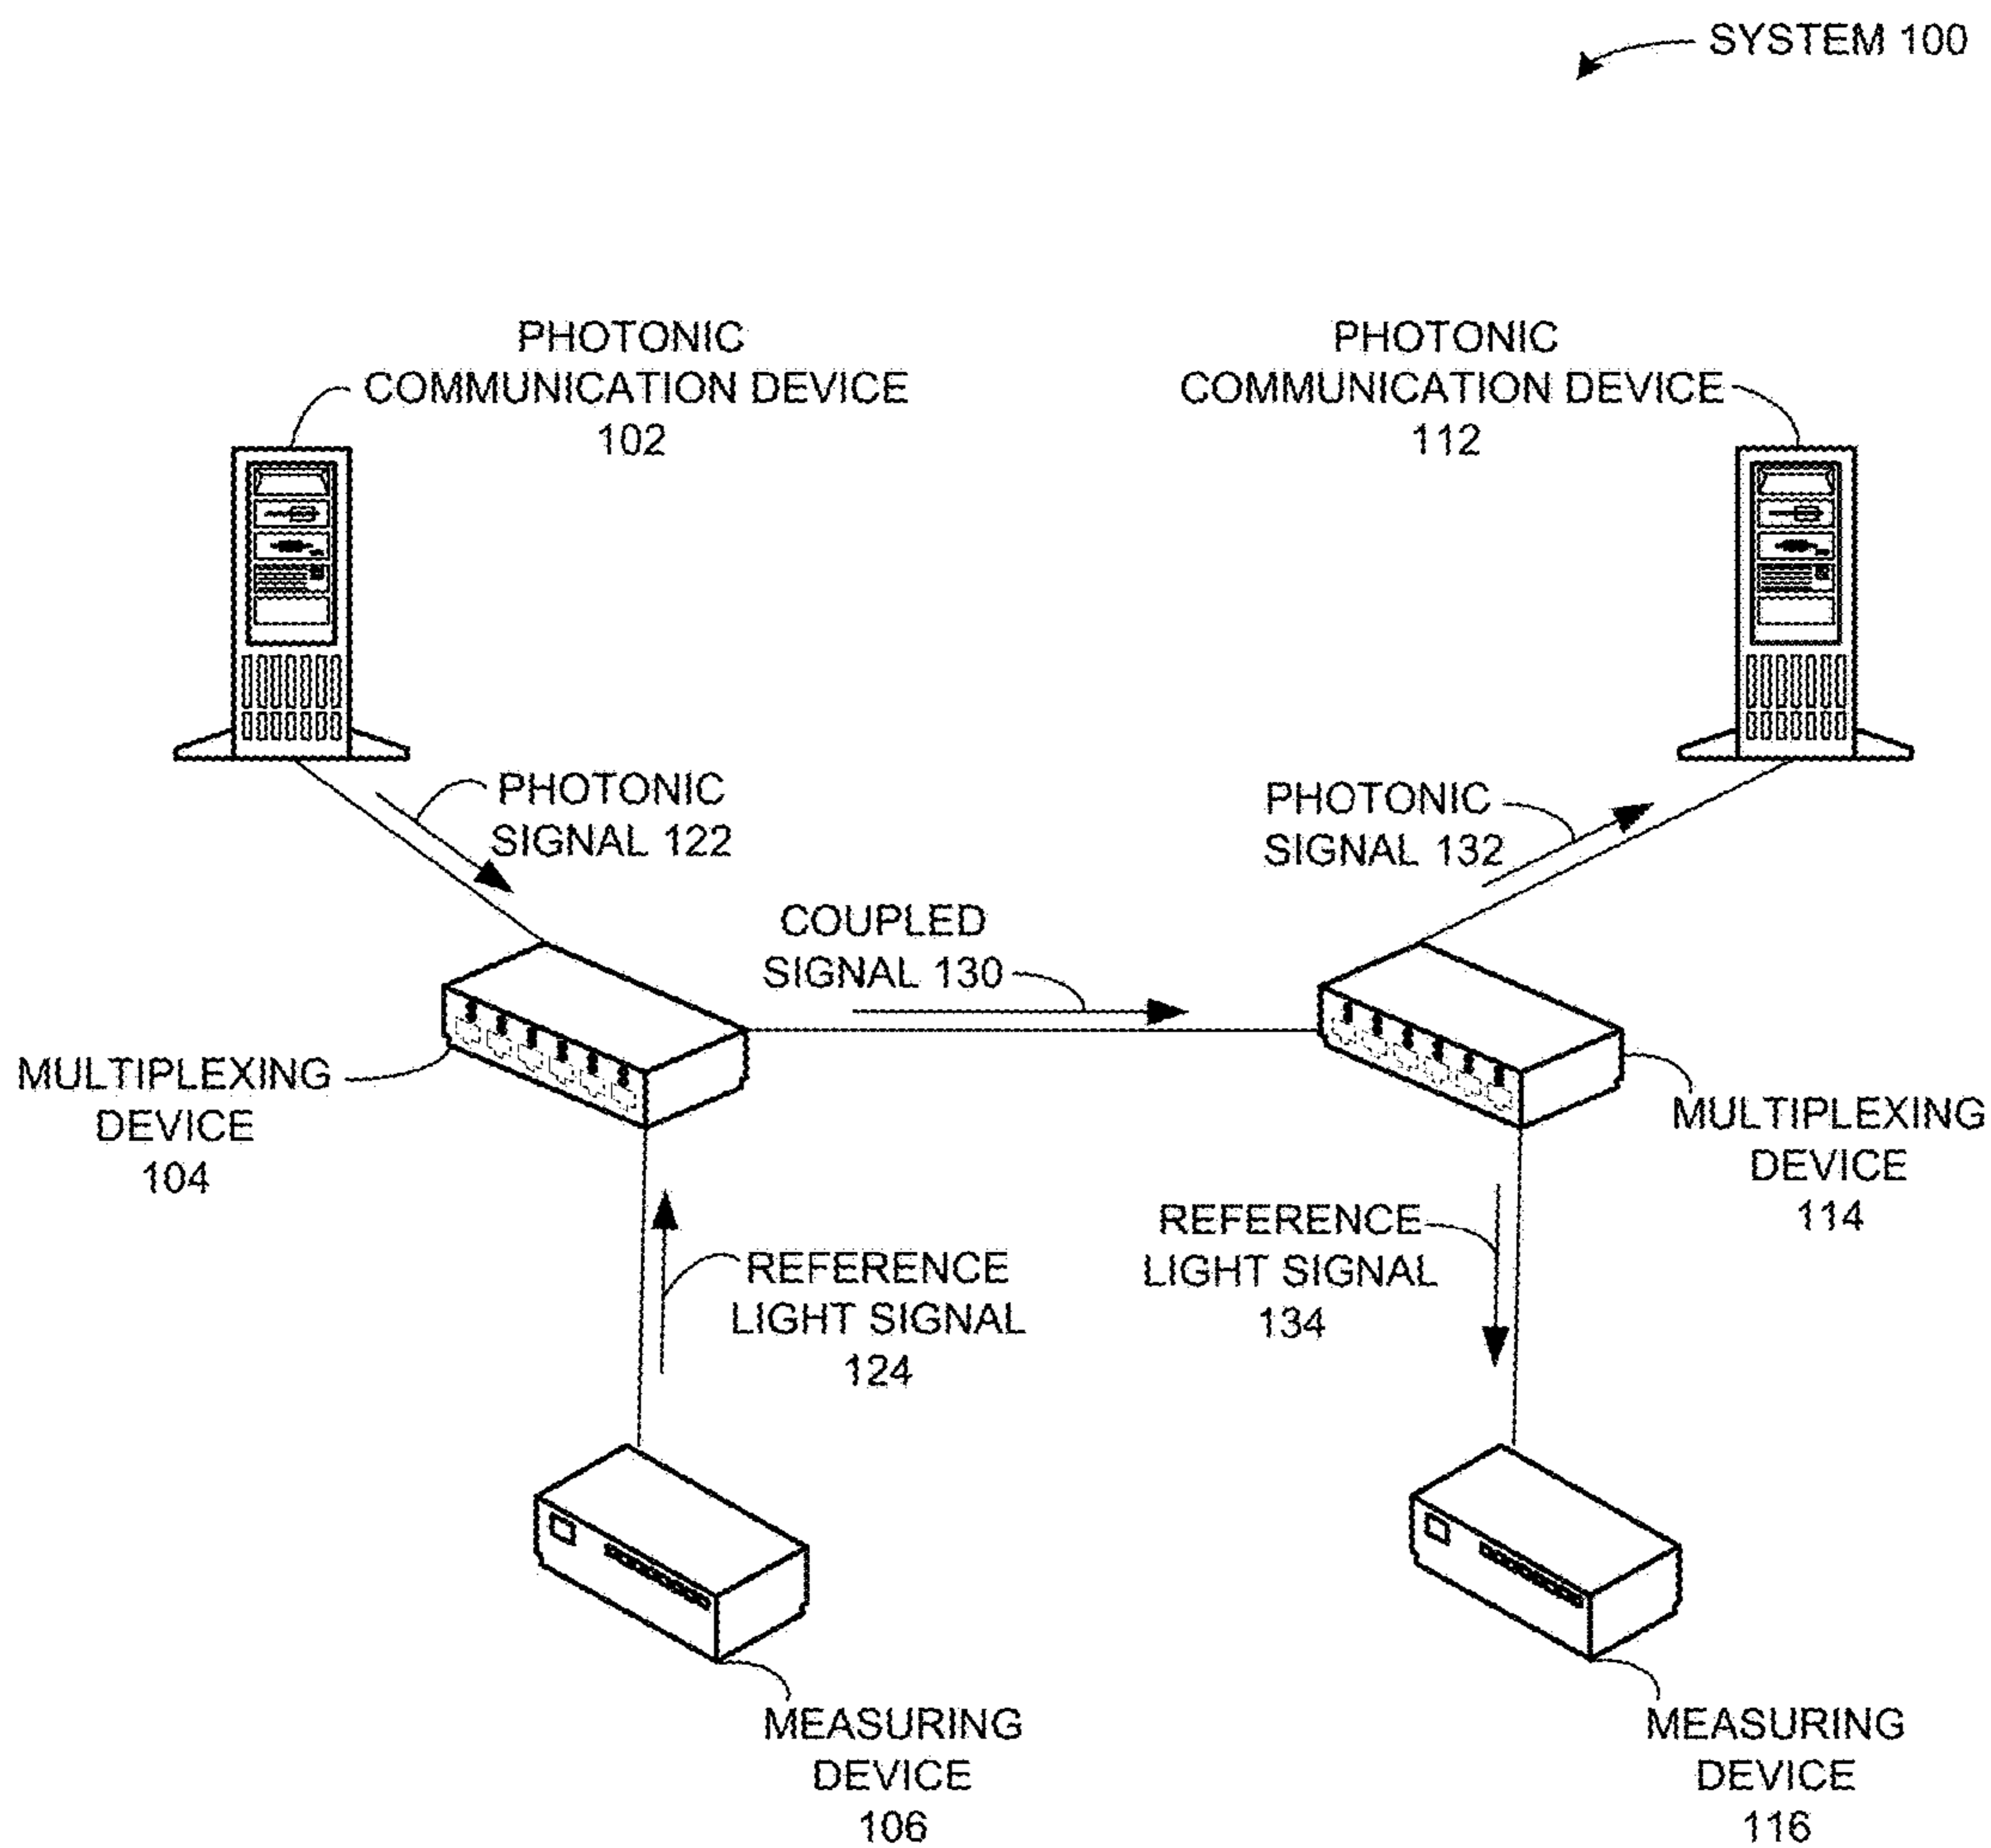 SYSTEM 100
PHOTONIC
COMMUNICATION DEVICE
102
PHOTONIC
COMMUNICATION DEVICE
112
PHOTONIC
SIGNAL 122
PHOTONIC
SIGNAL 132
COUPLED
SIGNAL 130
MULTIPLEXING
DEVICE
104
MULTIPLEXING
DEVICE
114
REFERENCE
LIGHT SIGNAL
124
REFERENCE
LIGHT SIGNAL
134
MEASURING
DEVICE
106
MEASURING
DEVICE
116